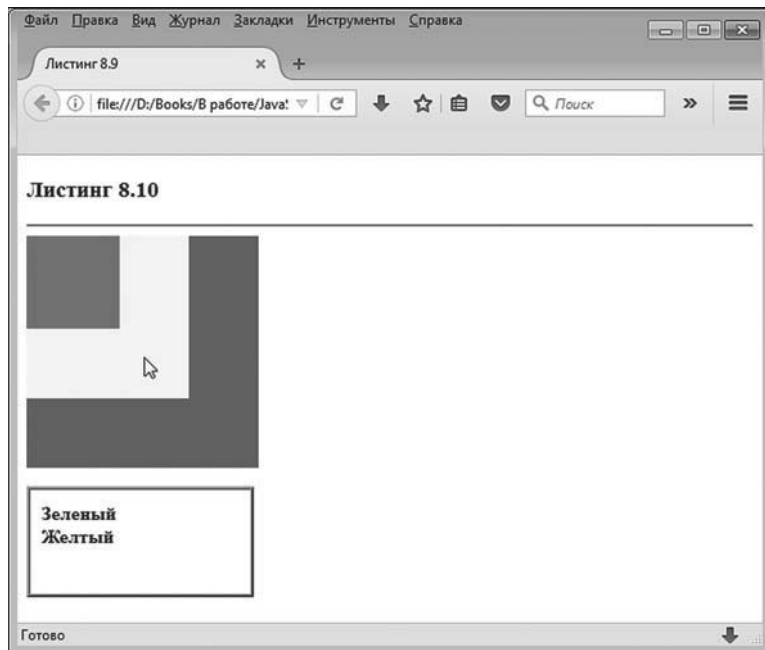 Файл Правка Вид Журнал Закладки Инструменты Справка
Листинг 8.9
file:///D:/Books/В работе/Java!
Поиск
Листинг 8.10
Зеленый
Желтый
Готово